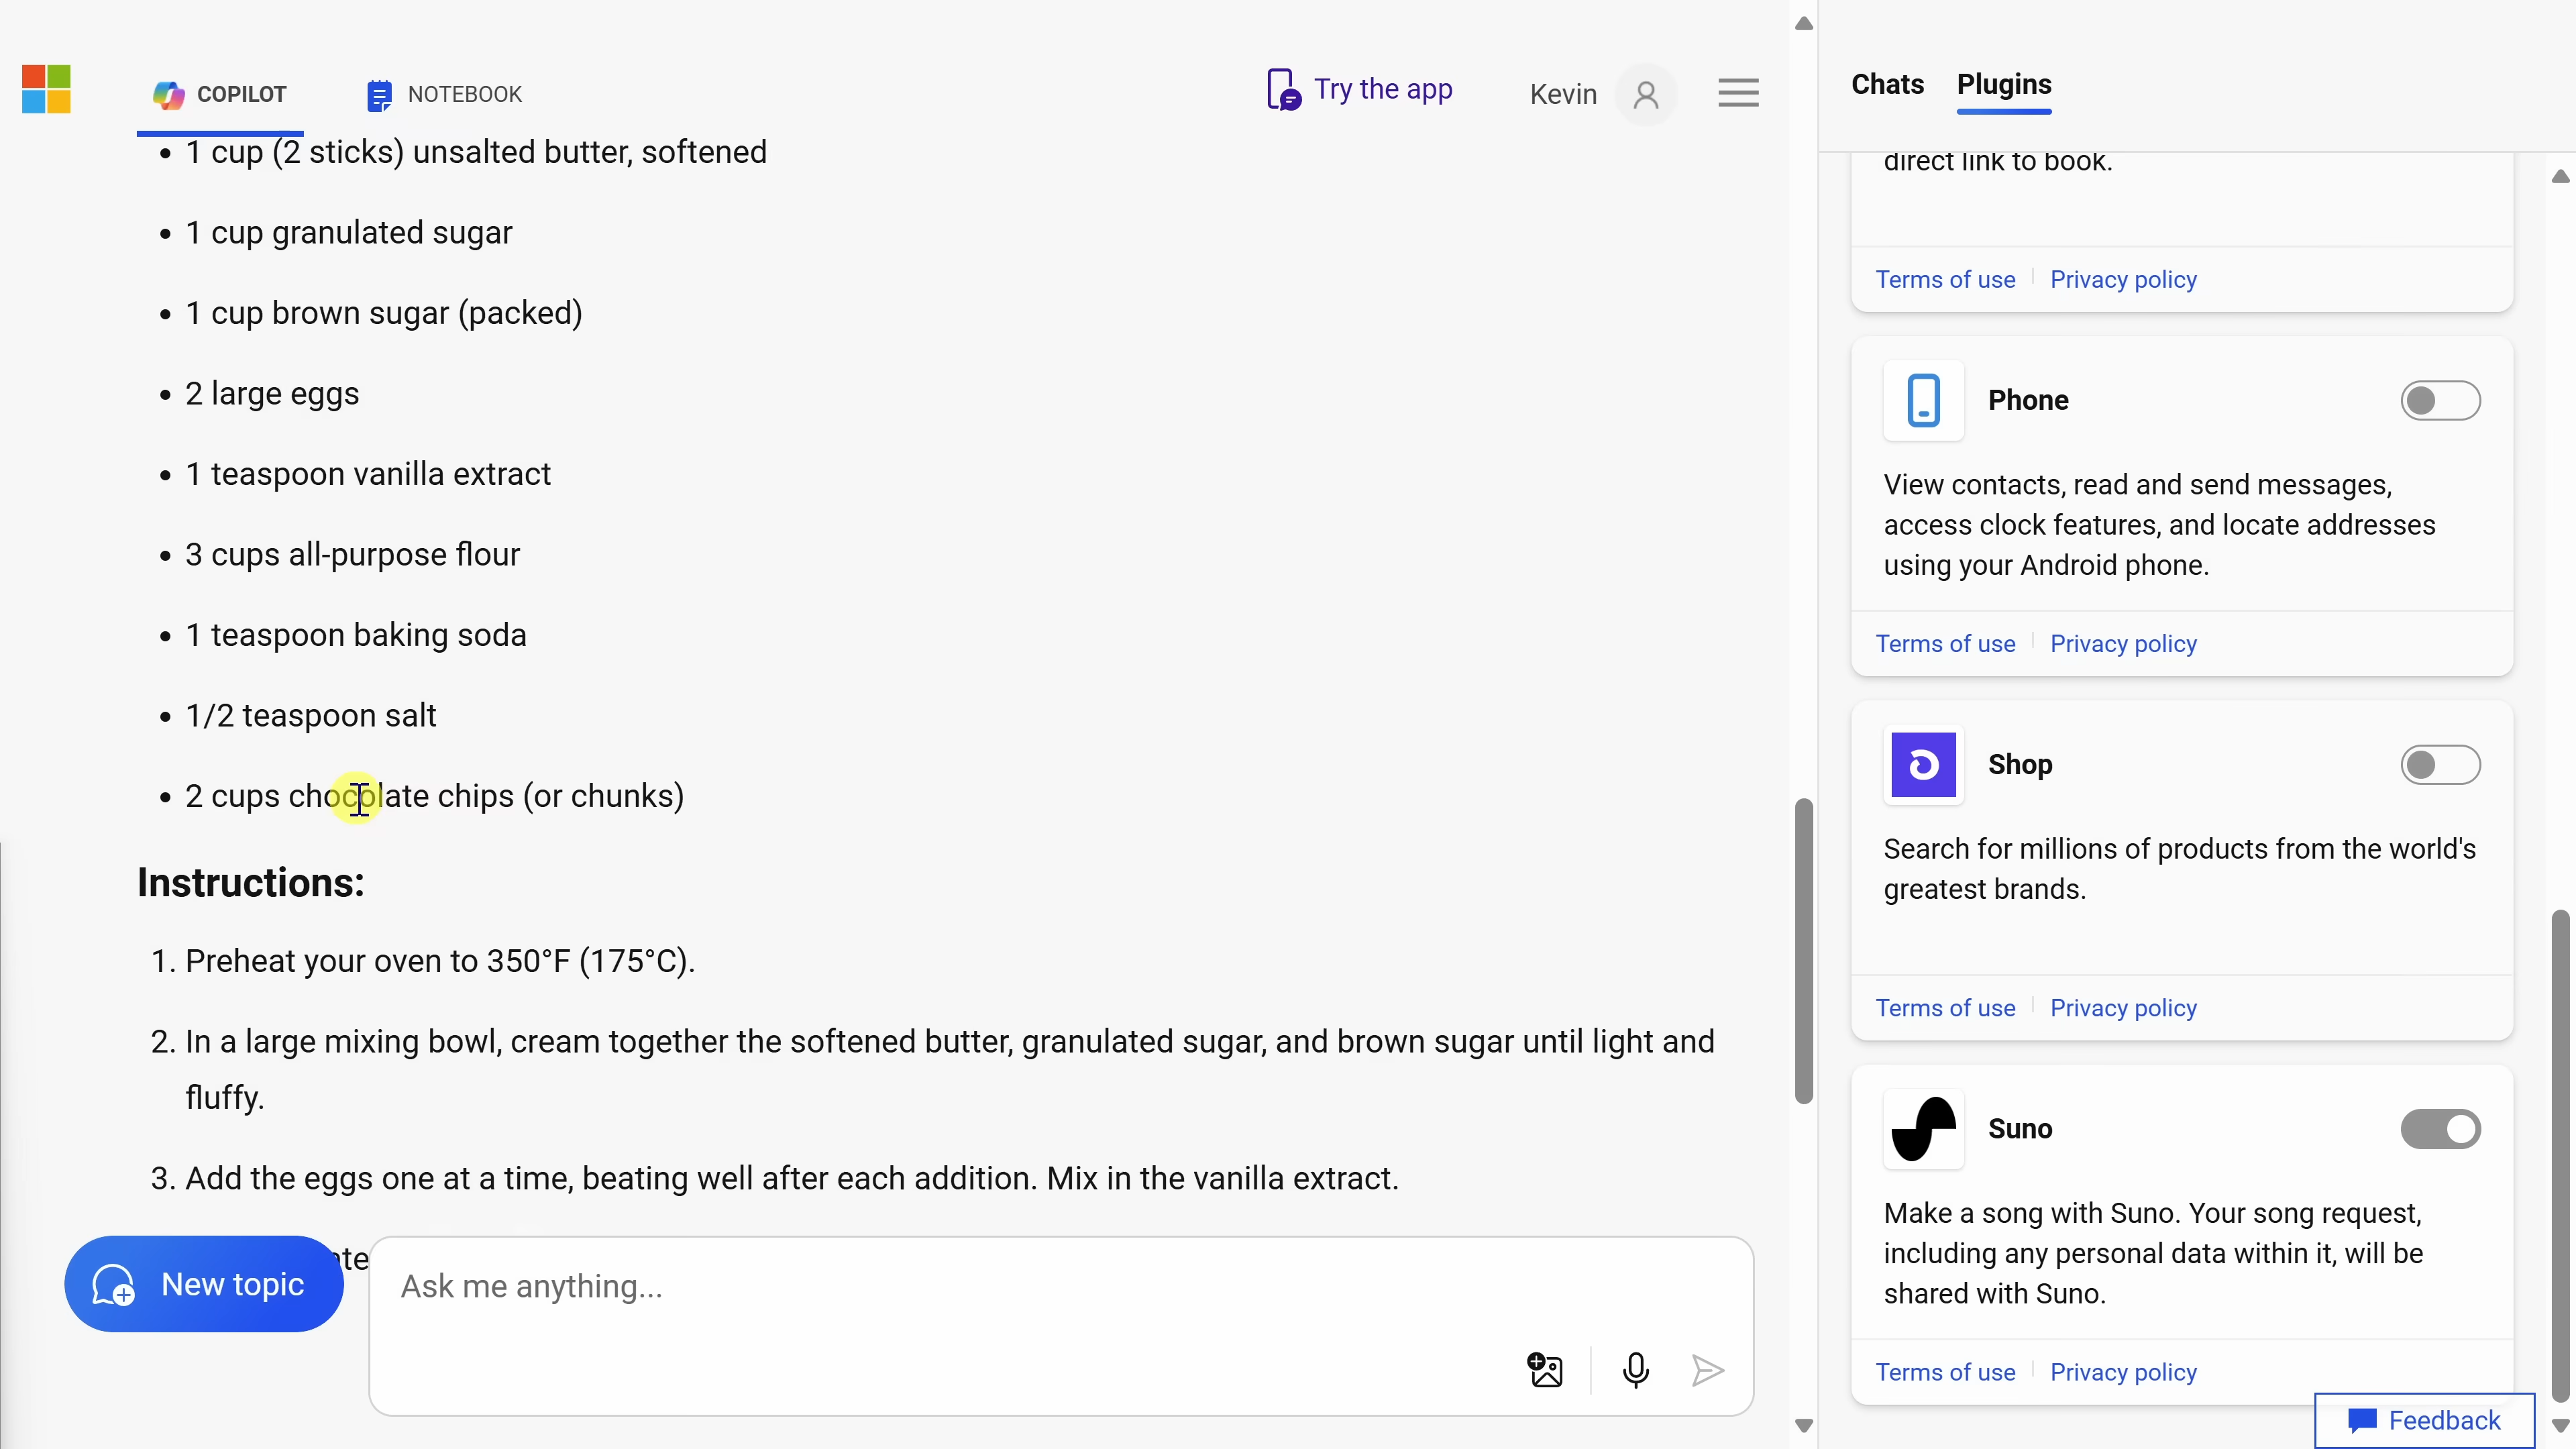 COPILOT
NOTEBOOK
Try the app
Kevin
• 1 cup (2 sticks) unsalted butter, softened
• 1 cup granulated sugar
• 1 cup brown sugar (packed)
• 2 large eggs
• 1 teaspoon vanilla extract
• 3 cups all-purpose flour
• 1 teaspoon baking soda
• 1/2 teaspoon salt
• 2 cups chocolate chips (or chunks)
Instructions:
1. Preheat your oven to 350°F (175°C).
2. In a large mixing bowl, cream together the softened butter, granulated sugar, and brown sugar until light and
fluffy.
3. Add the eggs one at a time, beating well after each addition. Mix in the vanilla extract.
New topic
Ask me anything...
Chats
Plugins
direct link to book.
Terms of use
Privacy policy
Phone
View contacts, read and send messages,
access clock features, and locate addresses
using your Android phone.
Terms of use
Privacy policy
Shop
Search for millions of products from the world's
greatest brands.
Terms of use
Privacy policy
Suno
Make a song with Suno. Your song request,
including any personal data within it, will be
shared with Suno.
Terms of use
Privacy policy
Feedback